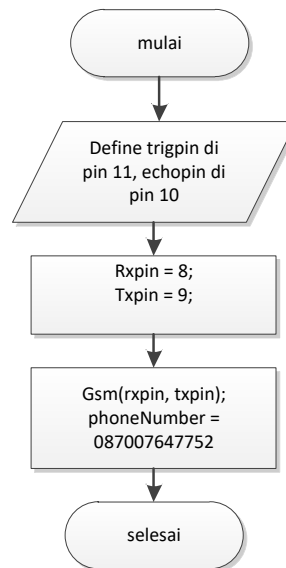 mulai
Define trigpin di
pin 11, echopin di
pin 10
Rxpin = 8;
Txpin = 9;
Gsm(rxpin, txpin);
phoneNumber =
087007647752
selesai